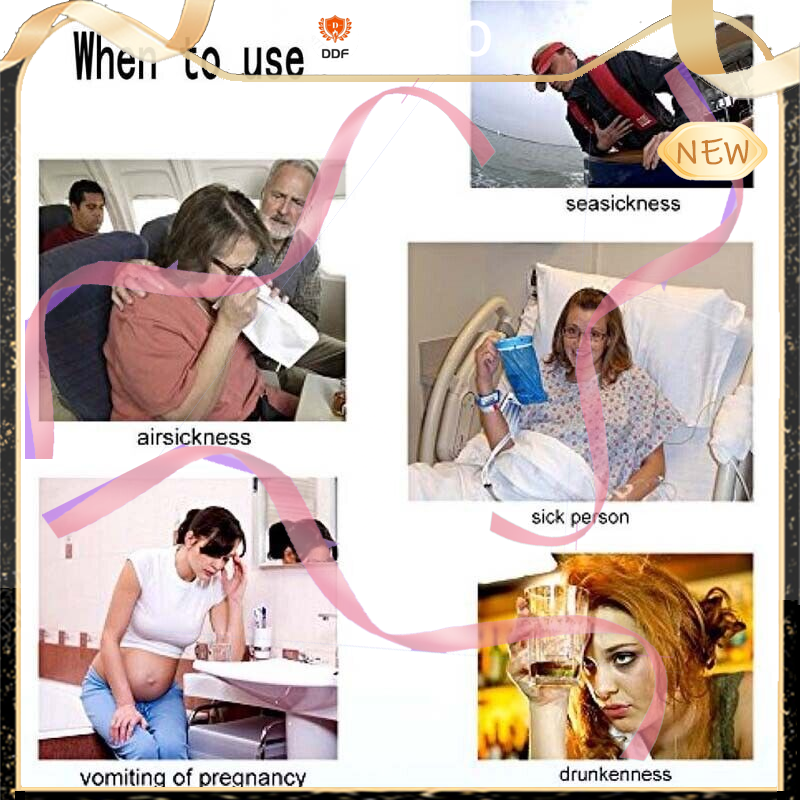 When to use
DDF
NEW
seasickness
airsickness
sick person
vomiting of pregnancy
drunkenness